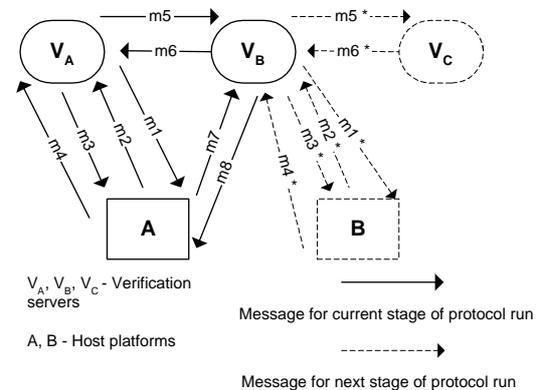 m5
m5 *
V_A
m6
V_B
m6 *
V_C
m4
m3
m2
m1
m7
m8
m4 *
m3 *
m2 *
m1 *
A
B
V_A, V_B, V_C - Verification
servers
A, B - Host platforms
Message for current stage of protocol run
Message for next stage of protocol run